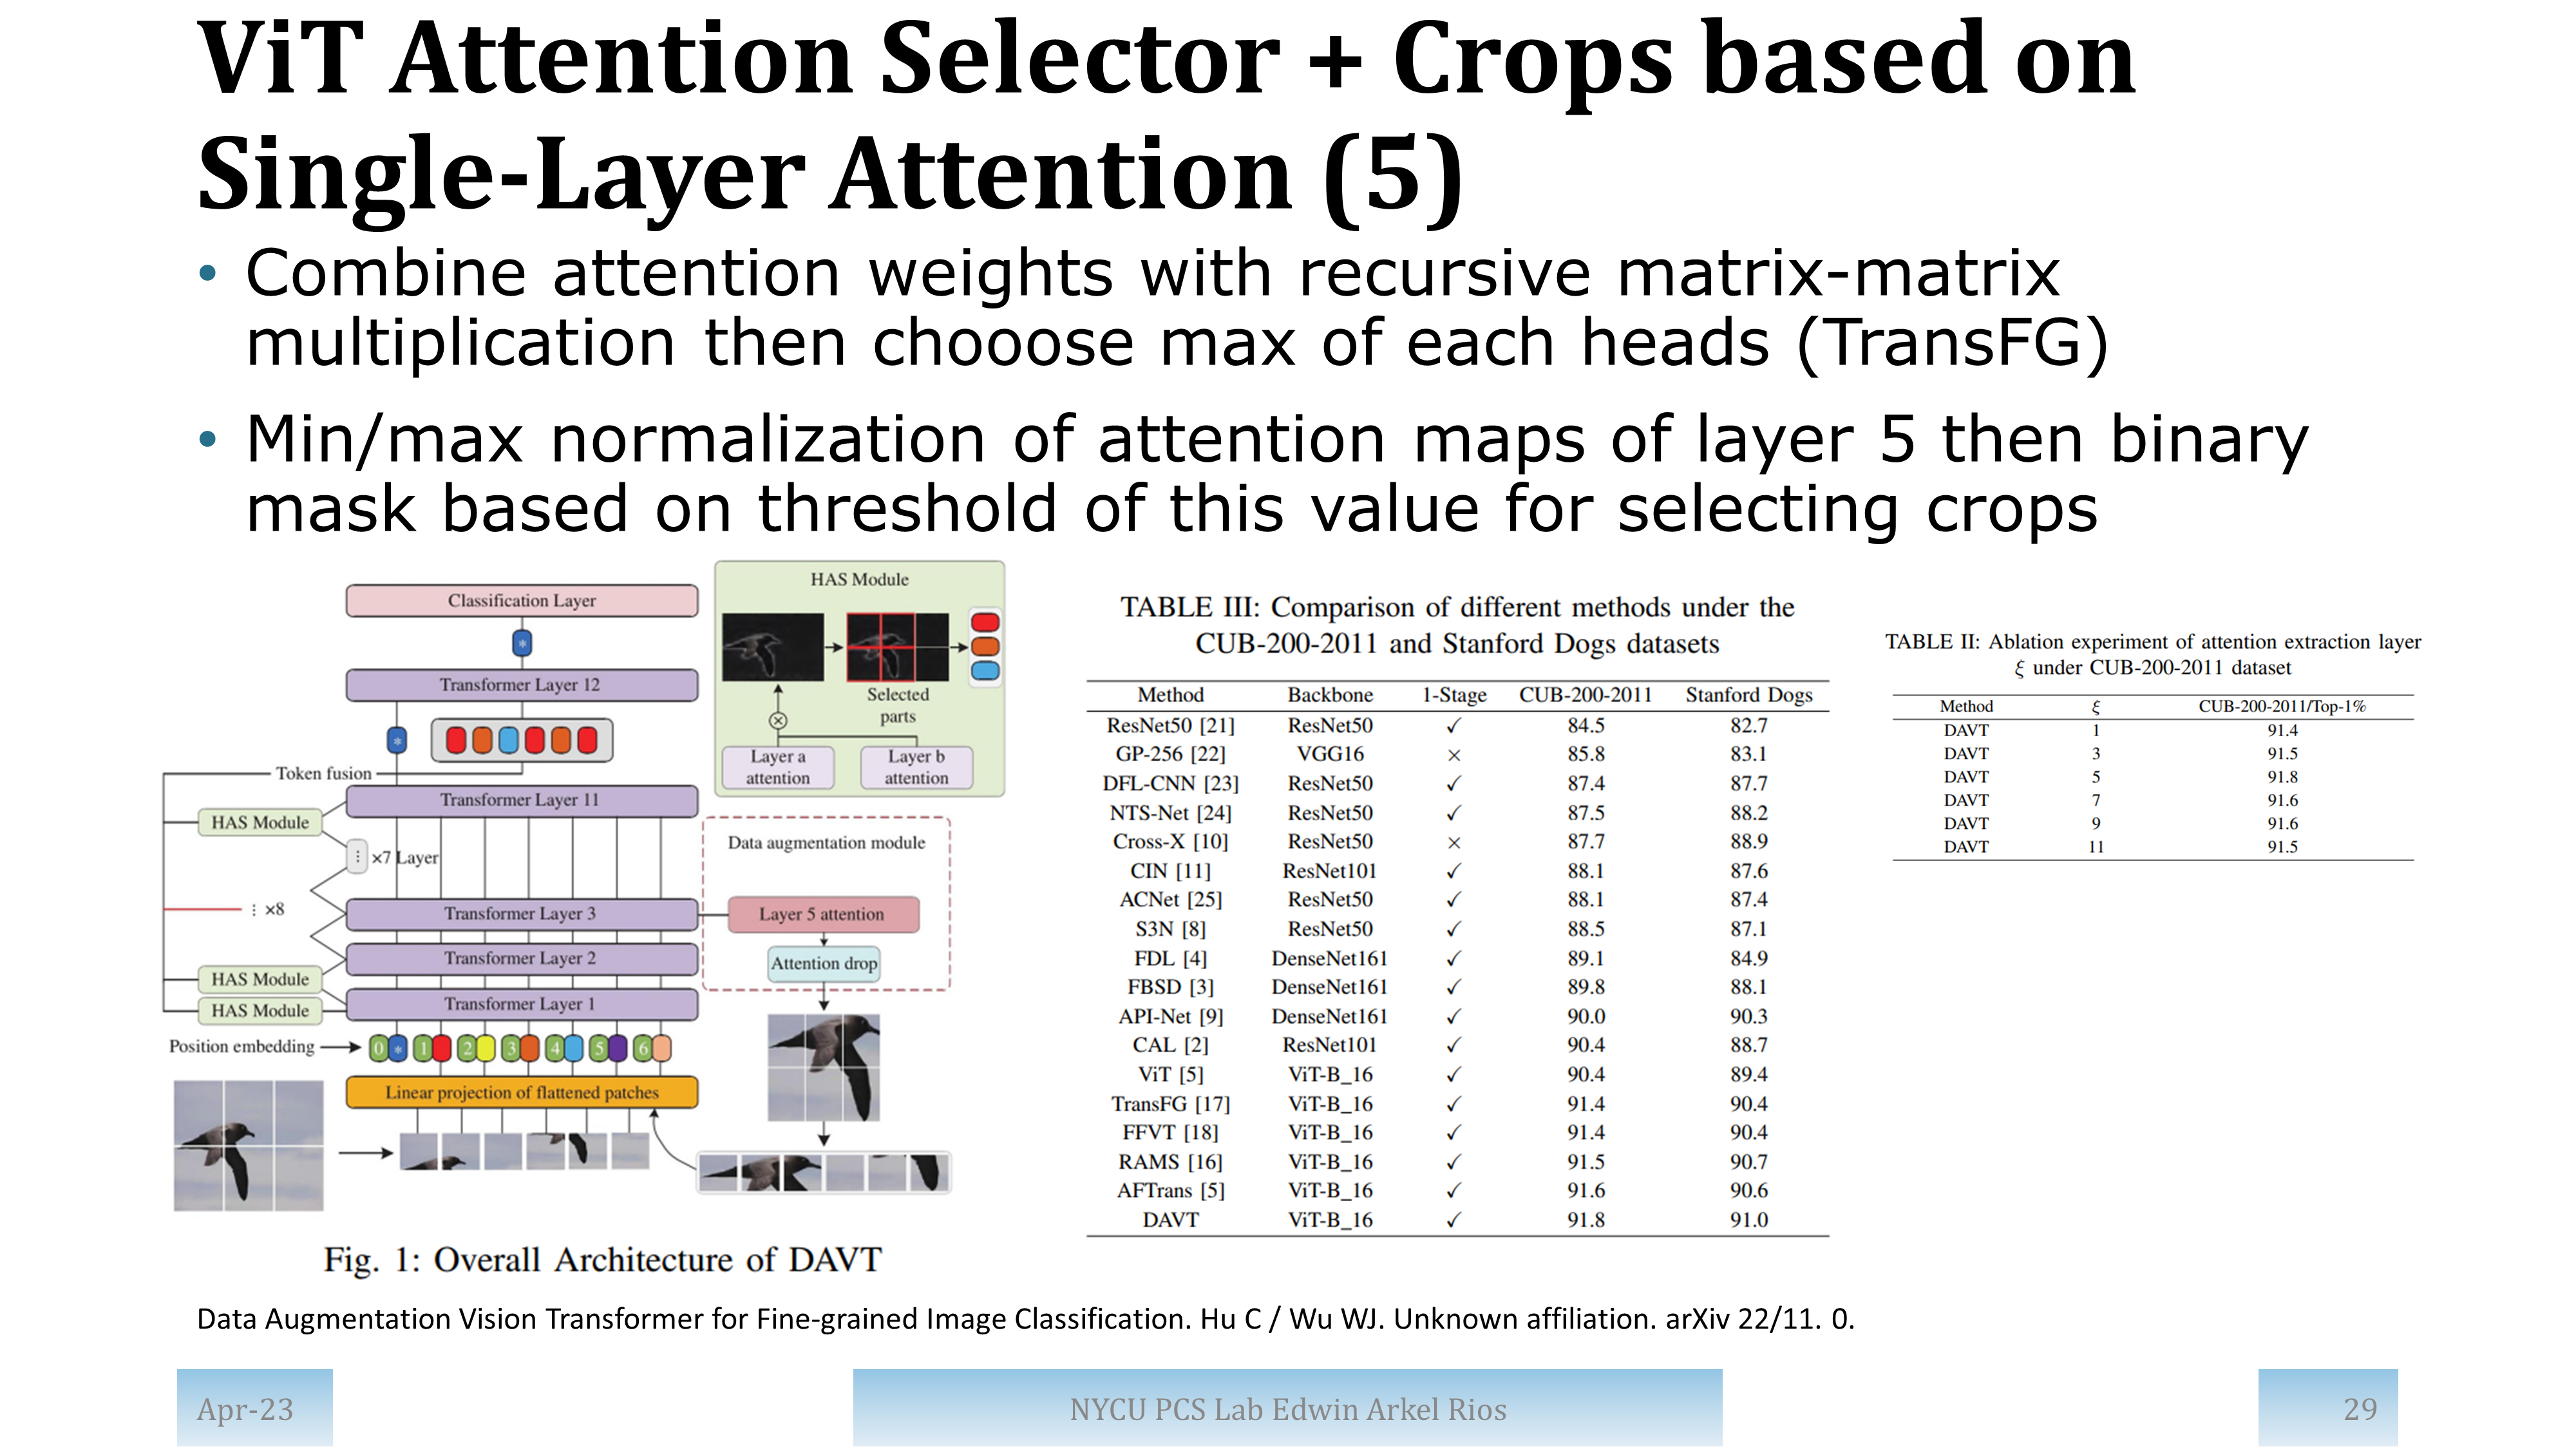 ViT Attention Selector + Crops based on
Single-Layer Attention (5)
• Combine attention weights with recursive matrix-matrix
multiplication then chooose max of each heads (TransFG)
• Min/max normalization of attention maps of layer 5 then binary
mask based on threshold of this value for selecting crops
Classification Layer
*
Transformer Layer 12
*
Token fusion
Transformer Layer 11
HAS Module
⋮ ×7 Layer
⋮ ×8
Transformer Layer 3
Transformer Layer 2
HAS Module
Transformer Layer 1
HAS Module
Position embedding
0 * 1 2 3 4 5 6
Linear projection of flattened patches
HAS Module
Selected
parts
Layer a
attention
Layer b
attention
Data augmentation module
Layer 5 attention
Attention drop
Fig. 1: Overall Architecture of DAVT
TABLE III: Comparison of different methods under the
CUB-200-2011 and Stanford Dogs datasets
Method Backbone 1-Stage CUB-200-2011 Stanford Dogs
ResNet50 [21] ResNet50 ✓ 84.5 82.7
GP-256 [22] VGG16 × 85.8 83.1
DFL-CNN [23] ResNet50 ✓ 87.4 87.7
NTS-Net [24] ResNet50 ✓ 87.5 88.2
Cross-X [10] ResNet50 × 87.7 88.9
CIN [11] ResNet101 ✓ 88.1 87.6
ACNet [25] ResNet50 ✓ 88.1 87.4
S3N [8] ResNet50 ✓ 88.5 87.1
FDL [4] DenseNet161 ✓ 89.1 84.9
FBSD [3] DenseNet161 ✓ 89.8 88.1
API-Net [9] DenseNet161 ✓ 90.0 90.3
CAL [2] ResNet101 ✓ 90.4 88.7
ViT [5] ViT-B_16 ✓ 90.4 89.4
TransFG [17] ViT-B_16 ✓ 91.4 90.4
FFVT [18] ViT-B_16 ✓ 91.4 90.4
RAMS [16] ViT-B_16 ✓ 91.5 90.7
AFTrans [5] ViT-B_16 ✓ 91.6 90.6
DAVT ViT-B_16 ✓ 91.8 91.0
TABLE II: Ablation experiment of attention extraction layer
ξ under CUB-200-2011 dataset
Method ξ CUB-200-2011/Top-1%
DAVT 1 91.4
DAVT 3 91.5
DAVT 5 91.8
DAVT 7 91.6
DAVT 9 91.6
DAVT 11 91.5
Data Augmentation Vision Transformer for Fine-grained Image Classification. Hu C / Wu WJ. Unknown affiliation. arXiv 22/11. 0.
Apr-23
NYCU PCS Lab Edwin Arkel Rios
29